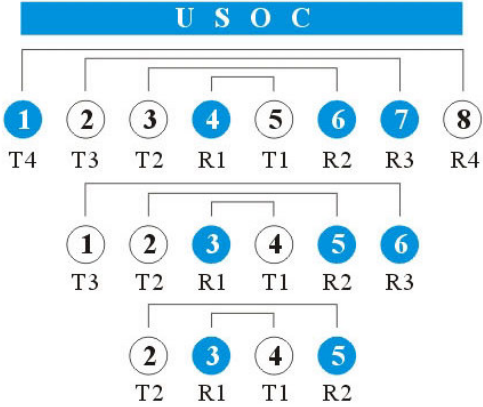 U S O C
1 2 3 4 5 6 7 8
T4 T3 T2 R1 T1 R2 R3 R4
1 2 3 4 5 6
T3 T2 R1 T1 R2 R3
2 3 4 5
T2 R1 T1 R2